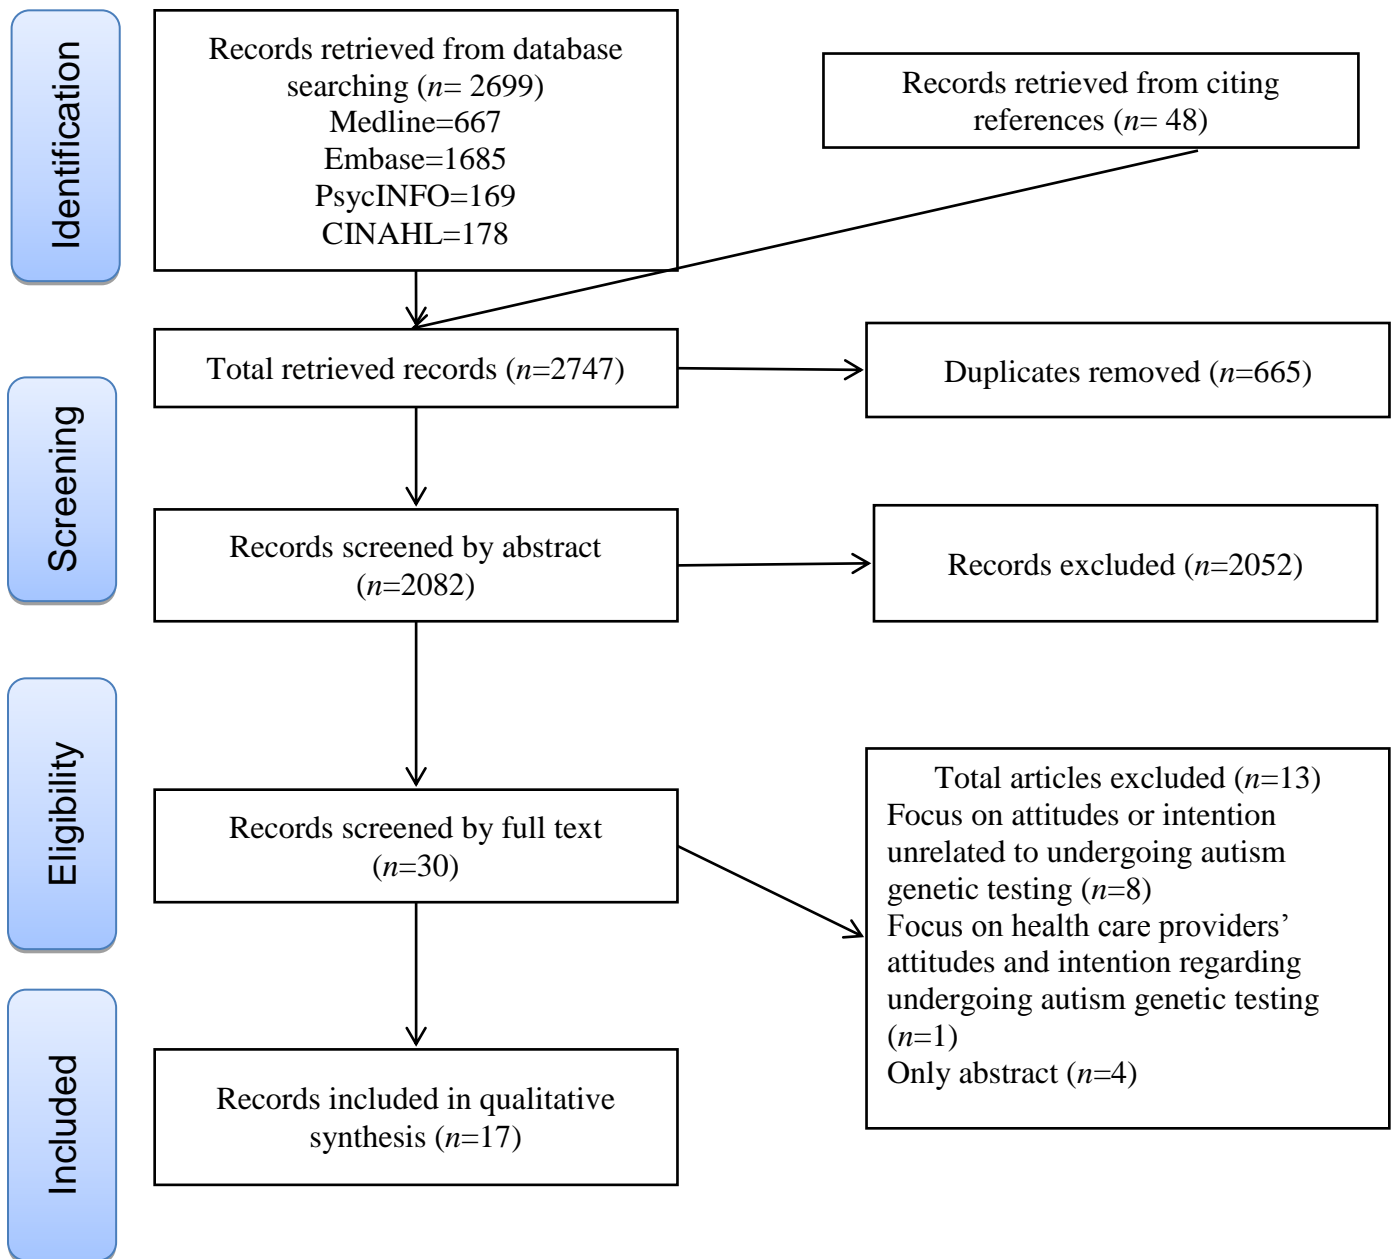 Identification
Records retrieved from database
searching (n= 2699)
Medline=667
Embase=1685
PsycINFO=169
CINAHL=178
Records retrieved from citing
references (n= 48)
Total retrieved records (n=2747)
Duplicates removed (n=665)
Screening
Records screened by abstract
(n=2082)
Records excluded (n=2052)
Eligibility
Records screened by full text
(n=30)
Total articles excluded (n=13)
Focus on attitudes or intention
unrelated to undergoing autism
genetic testing (n=8)
Focus on health care providers’
attitudes and intention regarding
undergoing autism genetic testing
(n=1)
Only abstract (n=4)
Included
Records included in qualitative
synthesis (n=17)